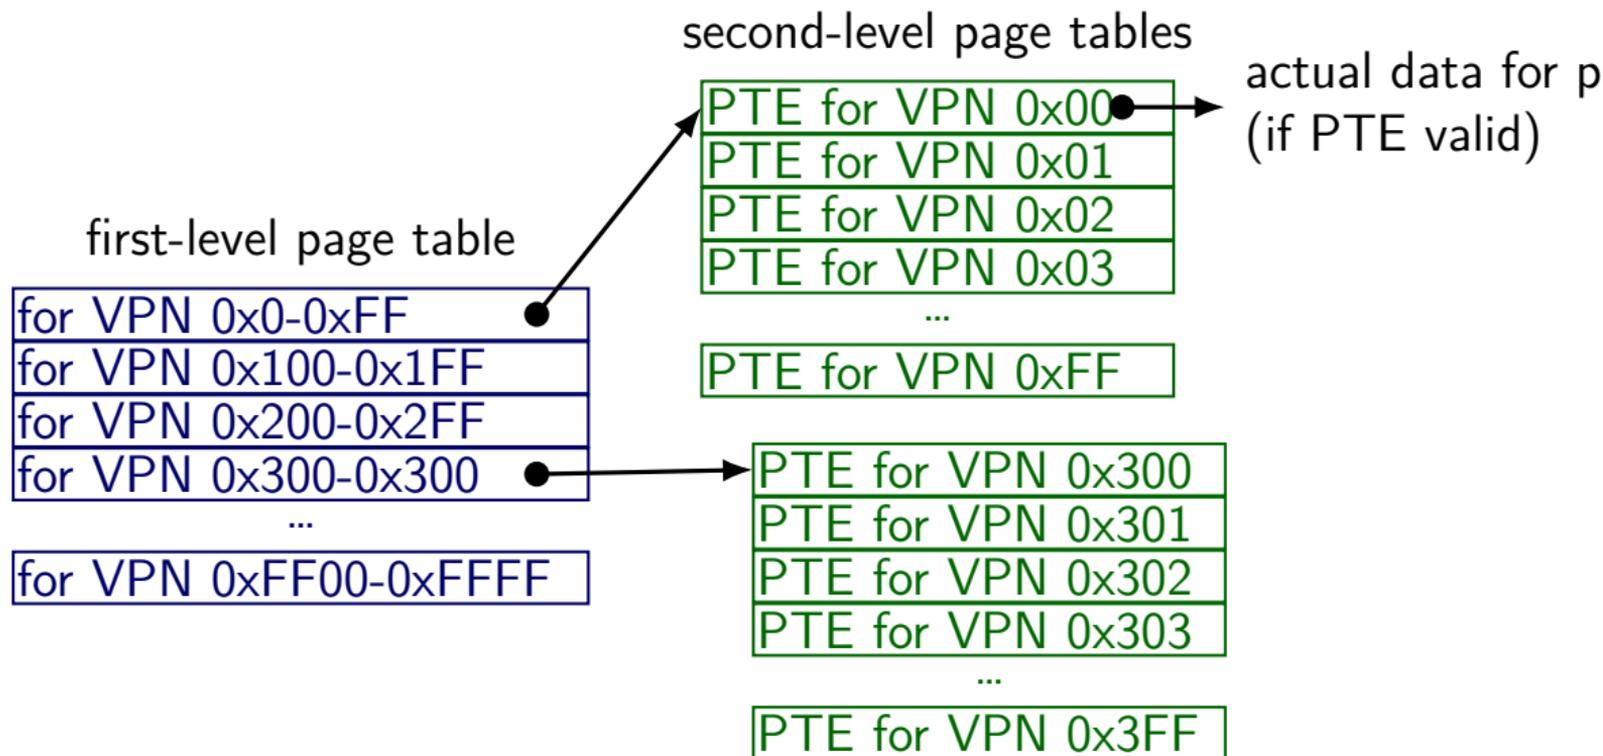 second-level page tables
PTE for VPN 0x00
PTE for VPN 0x01
PTE for VPN 0x02
PTE for VPN 0x03
...
PTE for VPN 0xFF
actual data for p
(if PTE valid)
first-level page table
for VPN 0x0-0xFF
for VPN 0x100-0x1FF
for VPN 0x200-0x2FF
for VPN 0x300-0x300
...
for VPN 0xFF00-0xFFFF
PTE for VPN 0x300
PTE for VPN 0x301
PTE for VPN 0x302
PTE for VPN 0x303
...
PTE for VPN 0x3FF